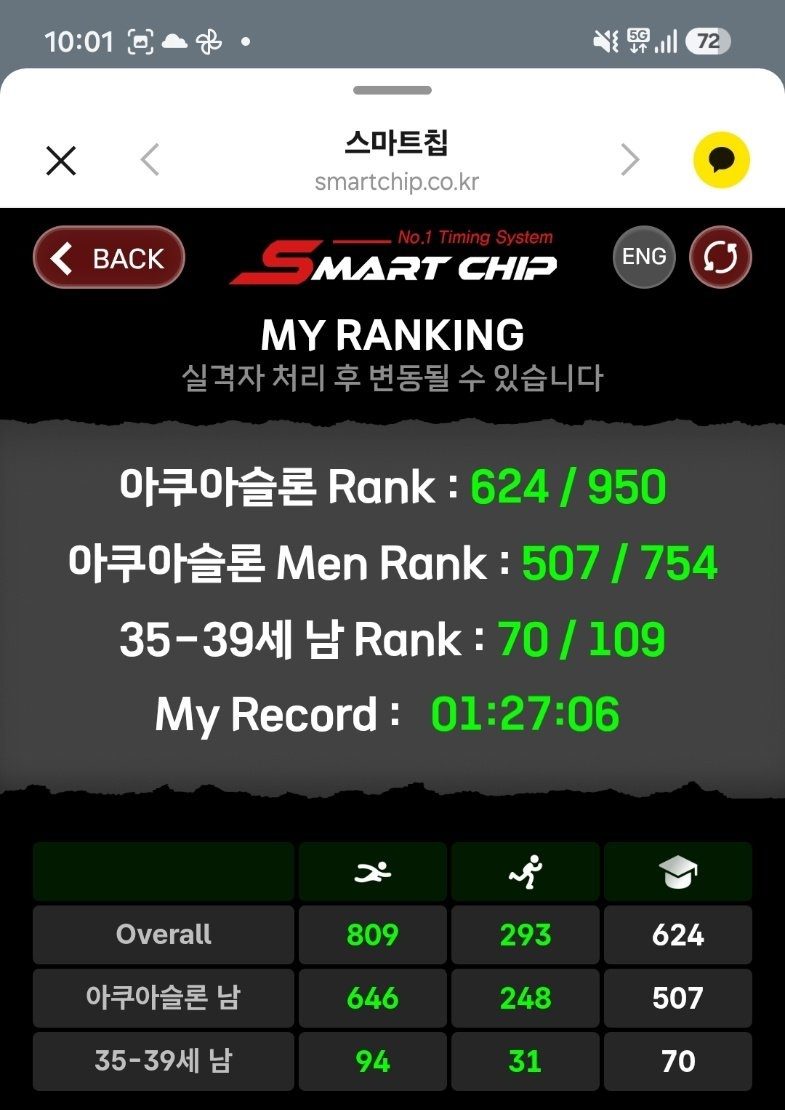 10:01 5G 72
스마트칩
smartchip.co.kr
BACK
No.1 Timing System
SMART CHIP
ENG
MY RANKING
실격자 처리 후 변동될 수 있습니다
아쿠아슬론 Rank : 624 / 950
아쿠아슬론 Men Rank : 507 / 754
35-39세 남 Rank : 70 / 109
My Record : 01:27:06
Overall 809 293 624
아쿠아슬론 남 646 248 507
35-39세 남 94 31 70